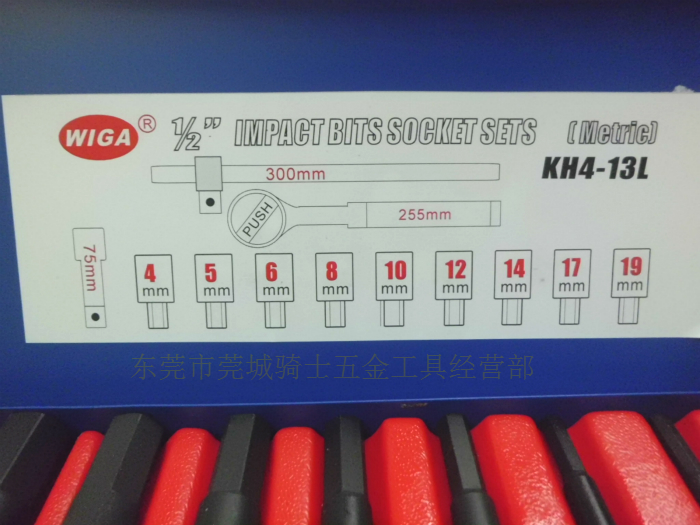 WIGA® 1/2" IMPACT BITS SOCKET SETS (Metric)
KH4-13L
300mm
PUSH
255mm
75mm
4 mm
5 mm
6 mm
8 mm
10 mm
12 mm
14 mm
17 mm
19 mm
东莞市莞城骑士五金工具经营部